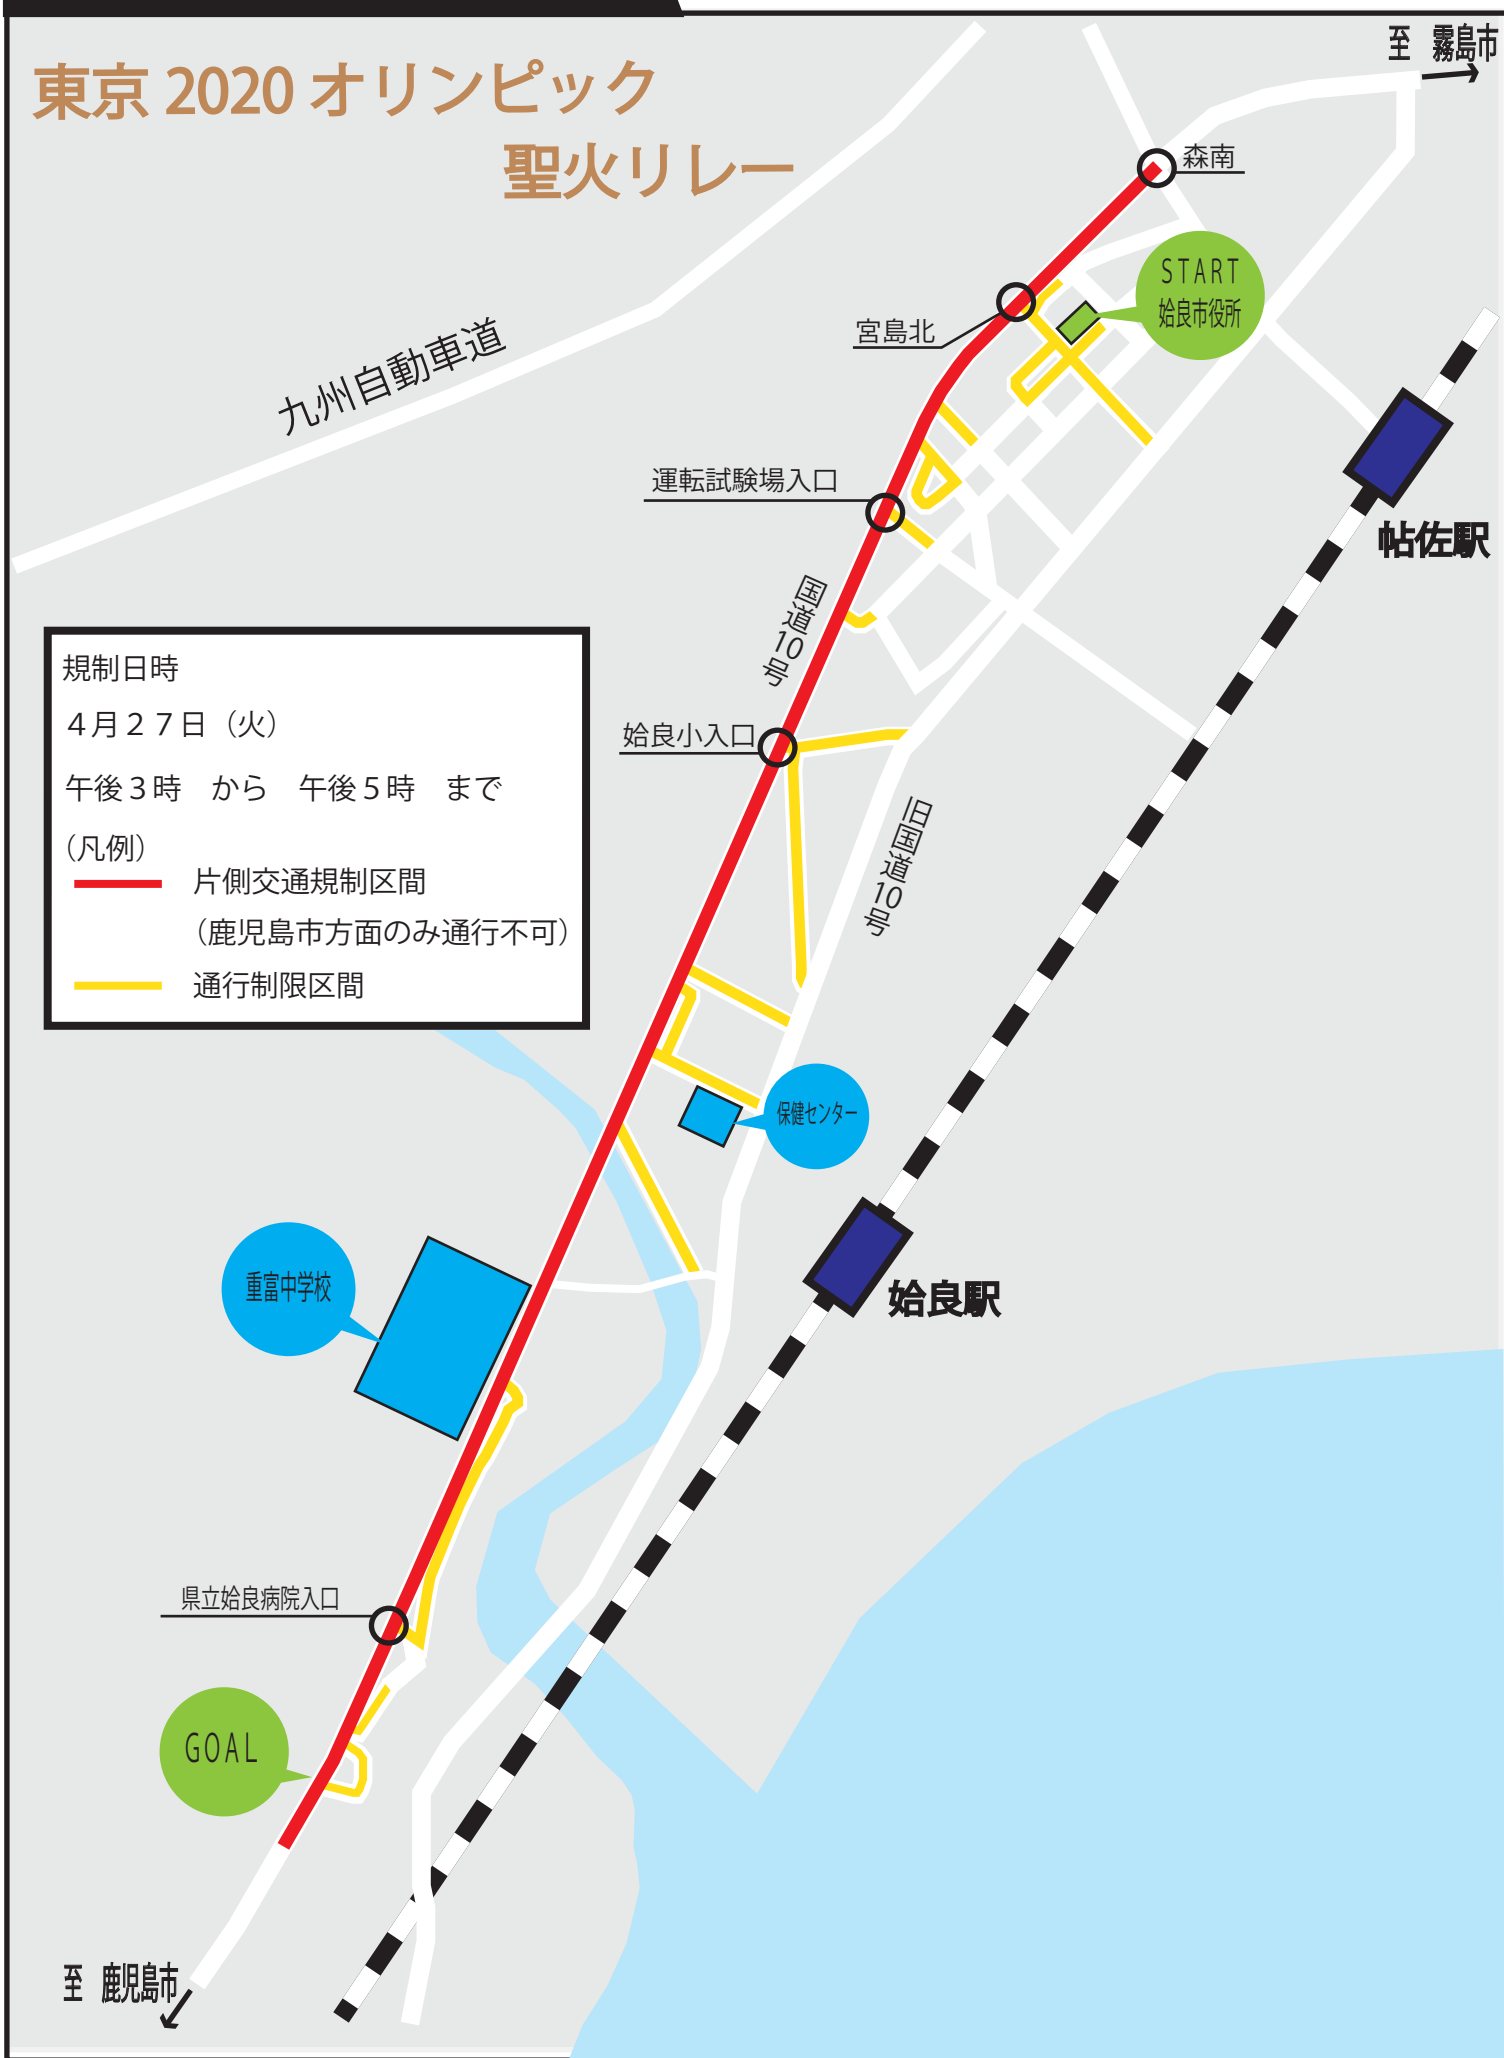 東京 2020 オリンピック
聖火リレー
至　霧島市
森南
START
姶良市役所
宮島北
九州自動車道
運転試験場入口
帖佐駅
国道10号
規制日時
４月２７日（火）
午後３時　から　午後５時　まで
（凡例）
片側交通規制区間
（鹿児島市方面のみ通行不可）
通行制限区間
姶良小入口
旧国道10号
保健センター
重富中学校
姶良駅
県立姶良病院入口
GOAL
至　鹿児島市